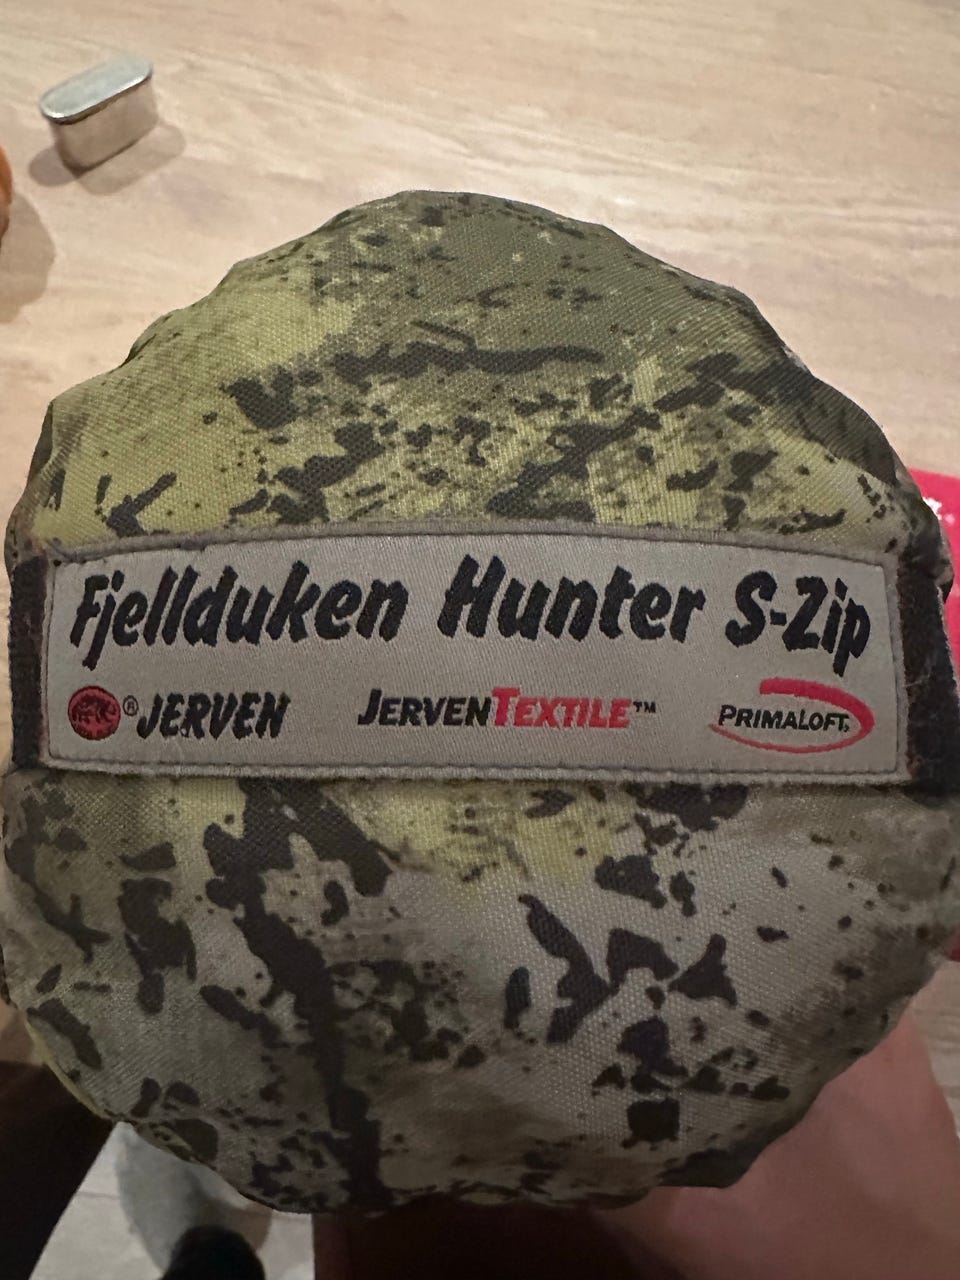 Fjellduken Hunter S-Zip
® JERVEN JERVENTEXTILE™ PRIMALOFT®